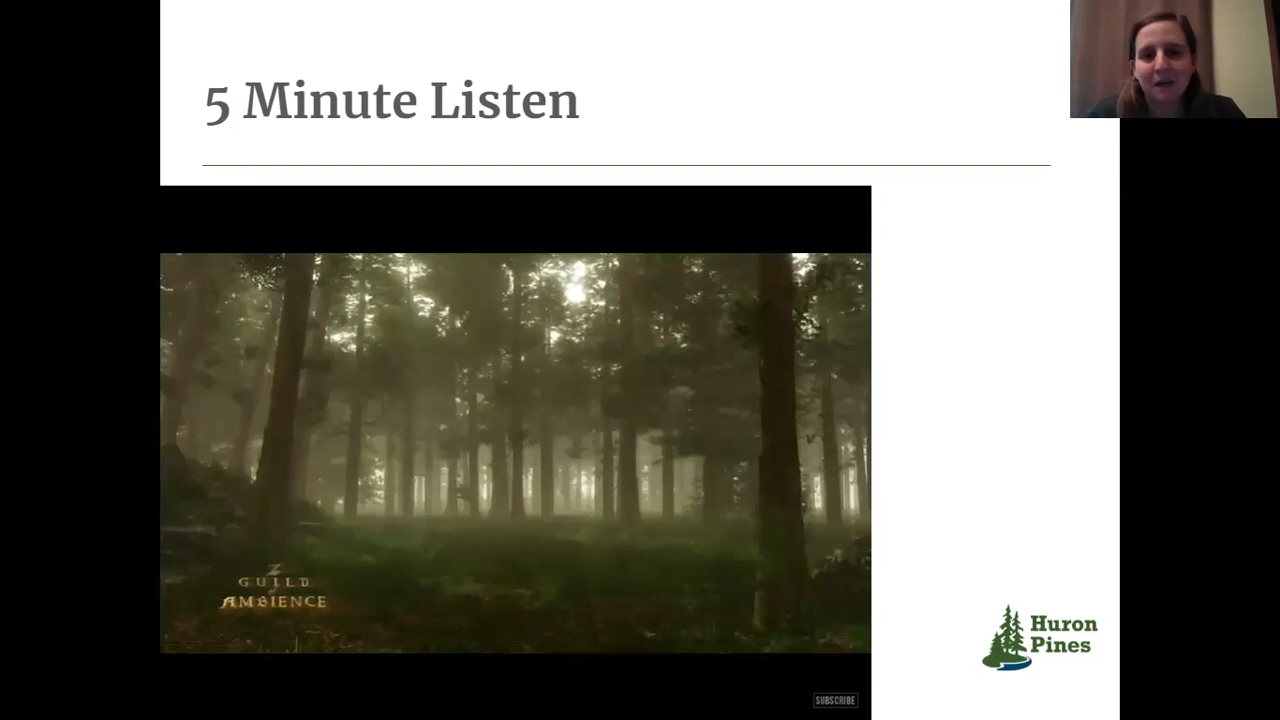 5 Minute Listen
GUILD
AMBIENCE
Huron
Pines
SUBSCRIBE